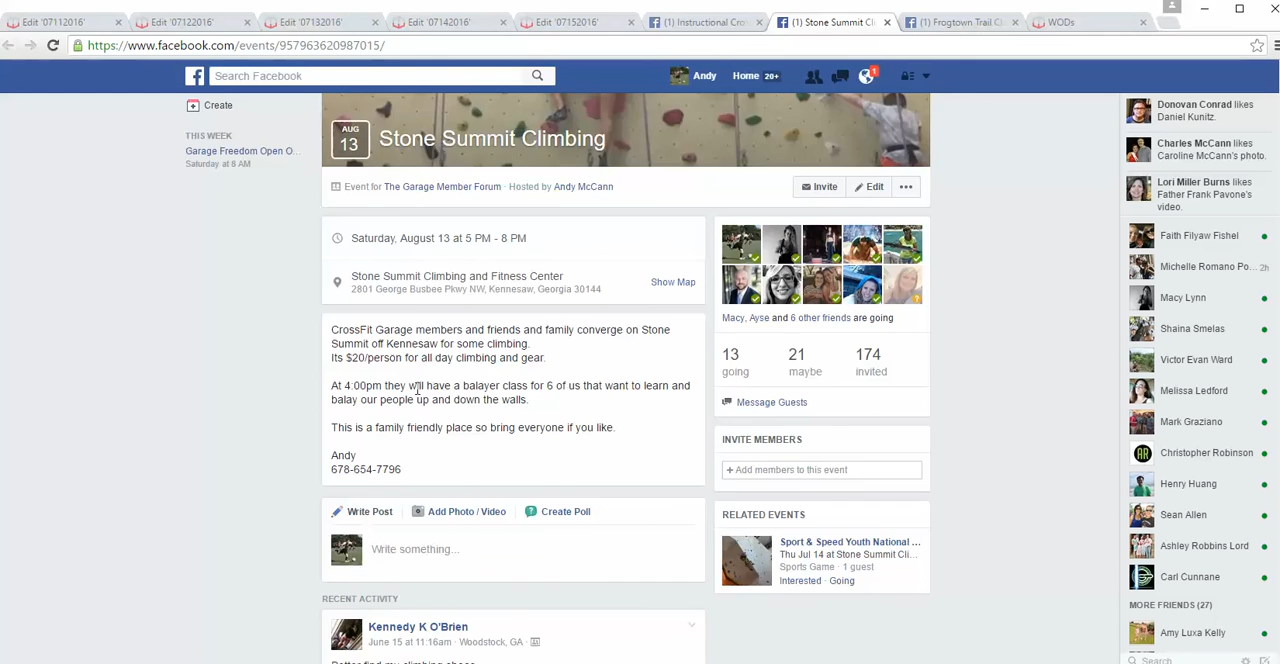 Edit '07112016'
Edit '07122016'
Edit '07132016'
Edit '07142016'
Edit '07152016'
(1) Instructional Cro
(1) Stone Summit Cli
(1) Frogtown Trail C
WODs
https://www.facebook.com/events/957963620987015/
Search Facebook
Andy
Home 20+
1
Create
THIS WEEK
Garage Freedom Open O...
Saturday at 8 AM
AUG
13
Stone Summit Climbing
Event for The Garage Member Forum · Hosted by Andy McCann
Invite
Edit
Saturday, August 13 at 5 PM - 8 PM
Stone Summit Climbing and Fitness Center
2801 George Busbee Pkwy NW, Kennesaw, Georgia 30144
Show Map
CrossFit Garage members and friends and family converge on Stone
Summit off Kennesaw for some climbing.
Its $20/person for all day climbing and gear.
At 4:00pm they will have a balayer class for 6 of us that want to learn and
balay our people up and down the walls.
This is a family friendly place so bring everyone if you like.
Andy
678-654-7796
Write Post
Add Photo / Video
Create Poll
Write something...
RECENT ACTIVITY
Kennedy K O'Brien
June 15 at 11:16am · Woodstock, GA
Better find my climbing shoes
Macy, Ayse and 6 other friends are going
13
going
21
maybe
174
invited
Message Guests
INVITE MEMBERS
+ Add members to this event
RELATED EVENTS
Sport & Speed Youth National ...
Thu Jul 14 at Stone Summit Cli...
Sports Game · 1 guest
Interested · Going
Donovan Conrad likes
Daniel Kunitz.
Charles McCann likes
Caroline McCann's photo.
Lori Miller Burns likes
Father Frank Pavone's
video.
Faith Filyaw Fishel
Michelle Romano Po... 2h
Macy Lynn
Shaina Smelas
Victor Evan Ward
Melissa Ledford
Mark Graziano
Christopher Robinson
Henry Huang
Sean Allen
Ashley Robbins Lord
Carl Cunnane
MORE FRIENDS (27)
Amy Luxa Kelly
Search